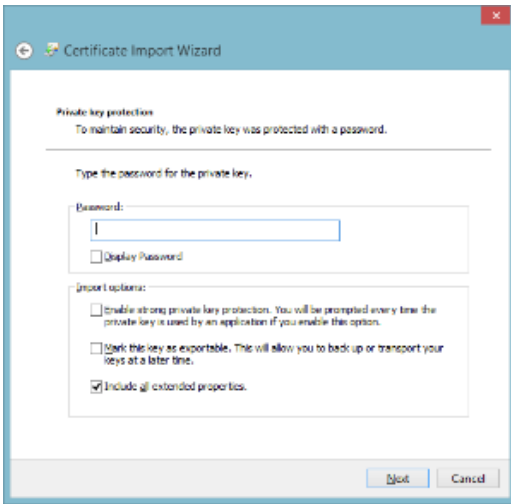 Certificate Import Wizard
Private key protection
To maintain security, the private key was protected with a password.
Type the password for the private key.
Password:
Display Password
Import options:
Enable strong private key protection. You will be prompted every time the
private key is used by an application if you enable this option.
Mark this key as exportable. This will allow you to back up or transport your
keys at a later time.
Include all extended properties.
Next Cancel